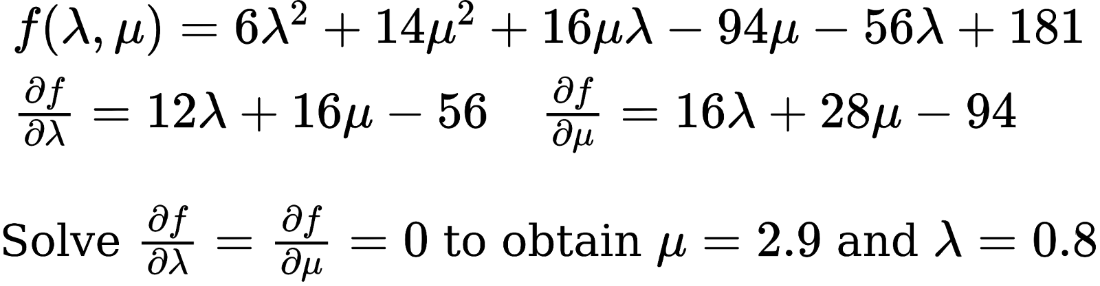 f(λ, μ) = 6λ² + 14μ² + 16μλ − 94μ − 56λ + 181
∂f/∂λ = 12λ + 16μ − 56 ∂f/∂μ = 16λ + 28μ − 94
Solve ∂f/∂λ = ∂f/∂μ = 0 to obtain μ = 2.9 and λ = 0.8